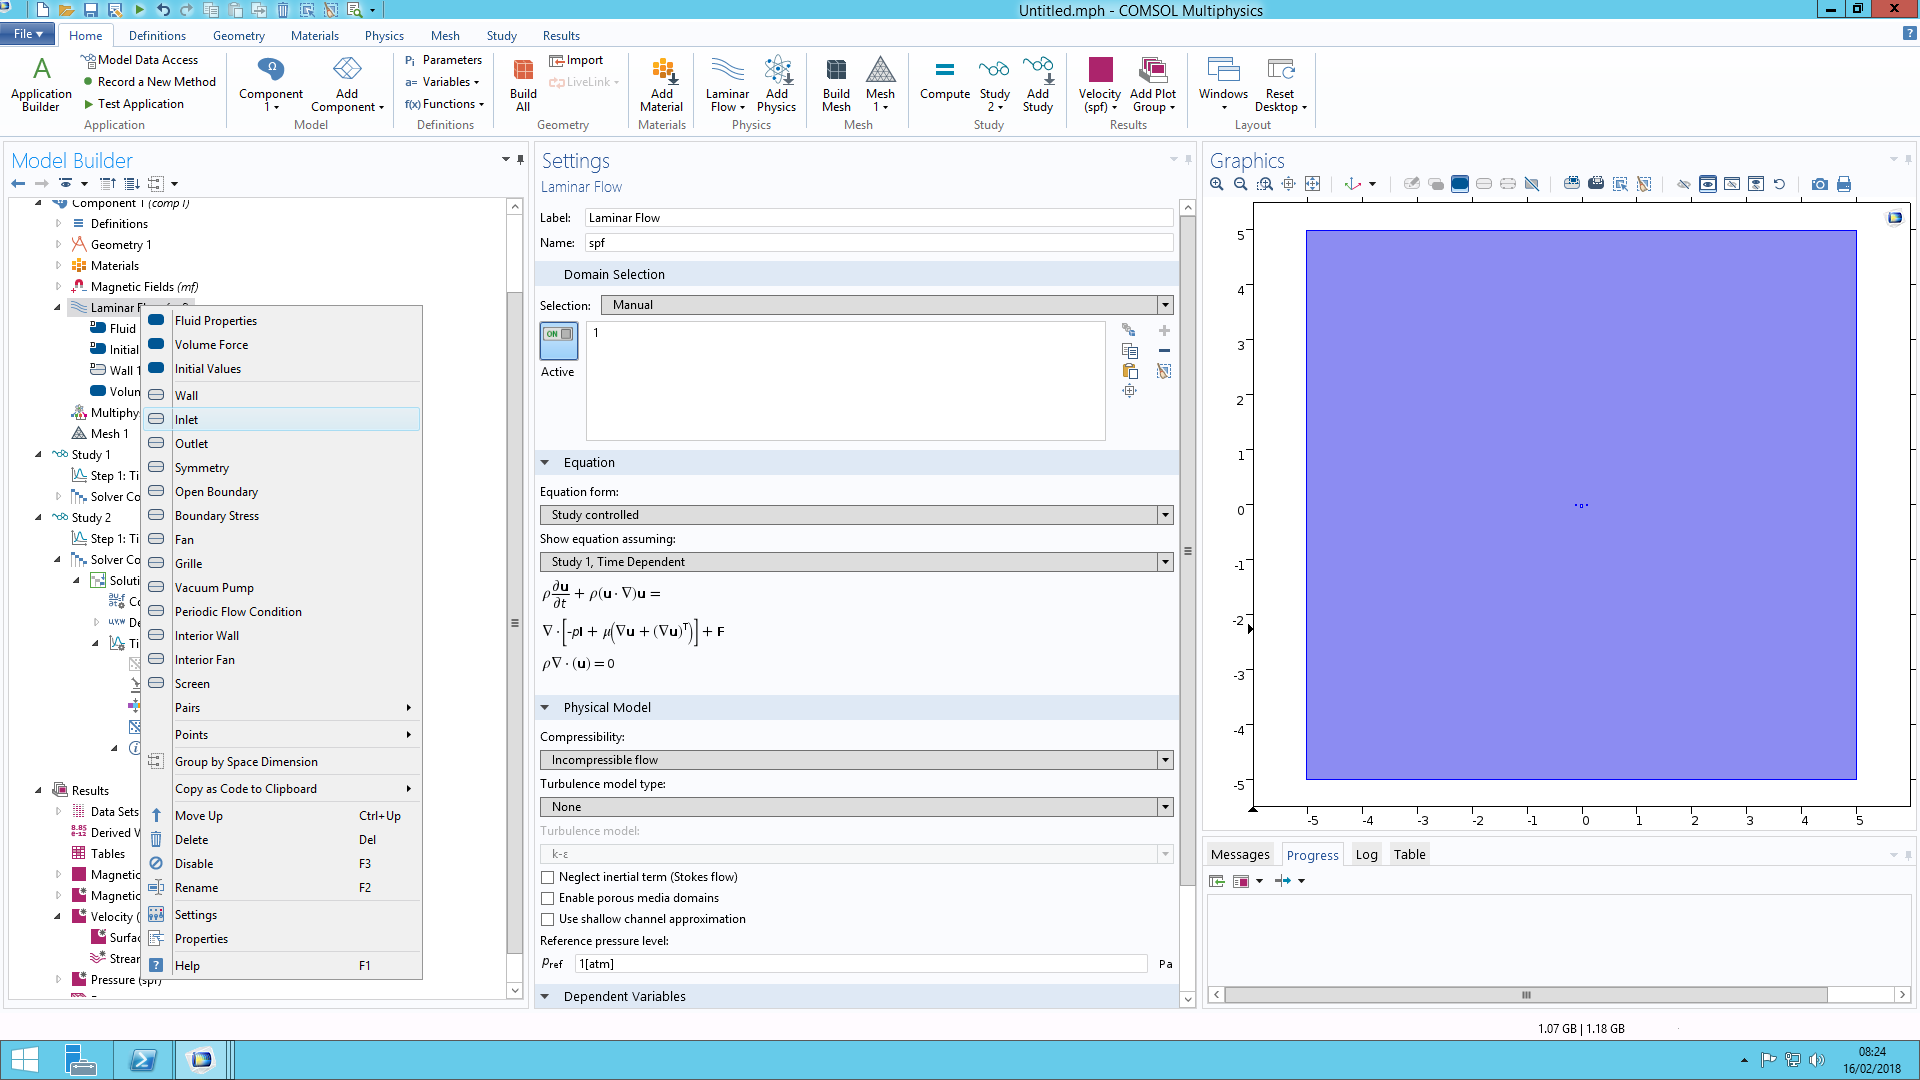 Untitled.mph - COMSOL Multiphysics
File
Home
Definitions
Geometry
Materials
Physics
Mesh
Study
Results
Application Builder
Model Data Access
Record a New Method
Test Application
Application
Component 1
Add Component
Model
Pi Parameters
a= Variables
f(x) Functions
Definitions
Build All
Import
LiveLink
Geometry
Add Material
Materials
Laminar Flow
Add Physics
Physics
Build Mesh
Mesh 1
Mesh
Compute
Study 2
Add Study
Study
Velocity (spf)
Add Plot Group
Results
Windows
Reset Desktop
Layout
Model Builder
Component 1 (comp1)
Definitions
Geometry 1
Materials
Magnetic Fields (mf)
Laminar F
Fluid
Initial
Wall 1
Volun
Multiphy
Mesh 1
Study 1
Step 1: Ti
Solver Co
Study 2
Step 1: Ti
Solver Co
Soluti
Co
De
Ti
Results
Data Sets
Derived V
Tables
Magnetic
Magnetic
Velocity (
Surfac
Strear
Pressure (spf)
Fluid Properties
Volume Force
Initial Values
Wall
Inlet
Outlet
Symmetry
Open Boundary
Boundary Stress
Fan
Grille
Vacuum Pump
Periodic Flow Condition
Interior Wall
Interior Fan
Screen
Pairs
Points
Group by Space Dimension
Copy as Code to Clipboard
Move Up Ctrl+Up
Delete Del
Disable F3
Rename F2
Settings
Properties
Help F1
Settings
Laminar Flow
Label: Laminar Flow
Name: spf
Domain Selection
Selection: Manual
ON
1
Active
Equation
Equation form:
Study controlled
Show equation assuming:
Study 1, Time Dependent
ρ∂u/∂t + ρ(u · ∇)u =
∇ · [-pI + μ(∇u + (∇u)ᵀ)] + F
ρ∇ · (u) = 0
Physical Model
Compressibility:
Incompressible flow
Turbulence model type:
None
Turbulence model:
k-ε
Neglect inertial term (Stokes flow)
Enable porous media domains
Use shallow channel approximation
Reference pressure level:
pref 1[atm] Pa
Dependent Variables
Graphics
5
4
3
2
1
0
-1
-2
-3
-4
-5
-5 -4 -3 -2 -1 0 1 2 3 4 5
Messages
Progress
Log
Table
1.07 GB | 1.18 GB
08:24
16/02/2018